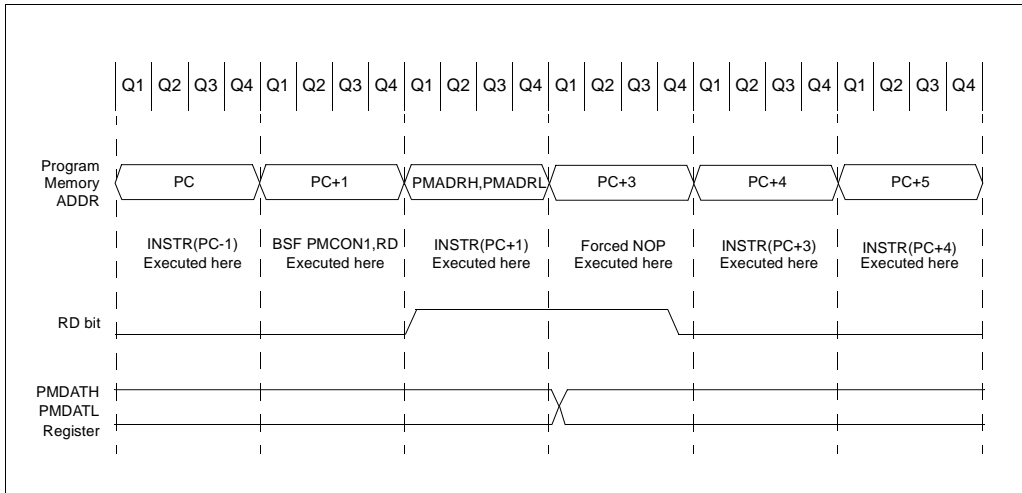 Q1 Q2 Q3 Q4 Q1 Q2 Q3 Q4 Q1 Q2 Q3 Q4 Q1 Q2 Q3 Q4 Q1 Q2 Q3 Q4 Q1 Q2 Q3 Q4
Program
Memory
ADDR
PC PC+1 PMADRH,PMADRL PC+3 PC+4 PC+5
INSTR(PC-1) BSF PMCON1,RD INSTR(PC+1) Forced NOP INSTR(PC+3) INSTR(PC+4)
Executed here Executed here Executed here Executed here Executed here Executed here
RD bit
PMDATH
PMDATL
Register